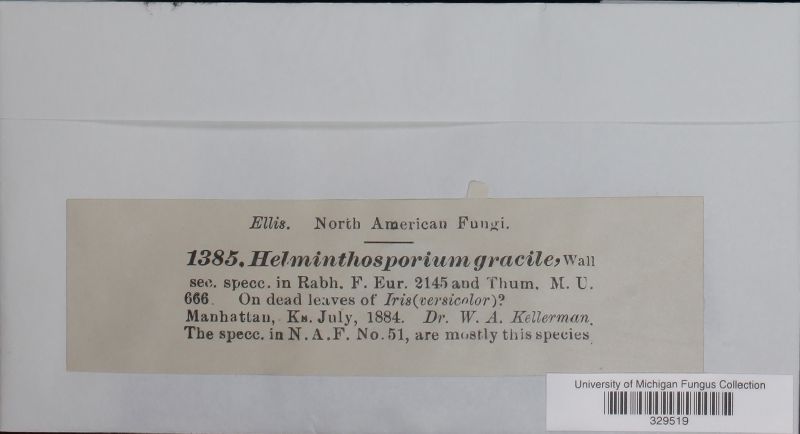 Ellis. North American Fungi.
1385. Helminthosporium gracile, Wall
sec. specc. in Rabh. F. Eur. 2145 and Thum. M. U.
666. On dead leaves of Iris (versicolor)?
Manhattan, Ks. July, 1884. Dr. W. A. Kellerman.
The specc. in N. A. F. No. 51, are mostly this species
University of Michigan Fungus Collection
329519